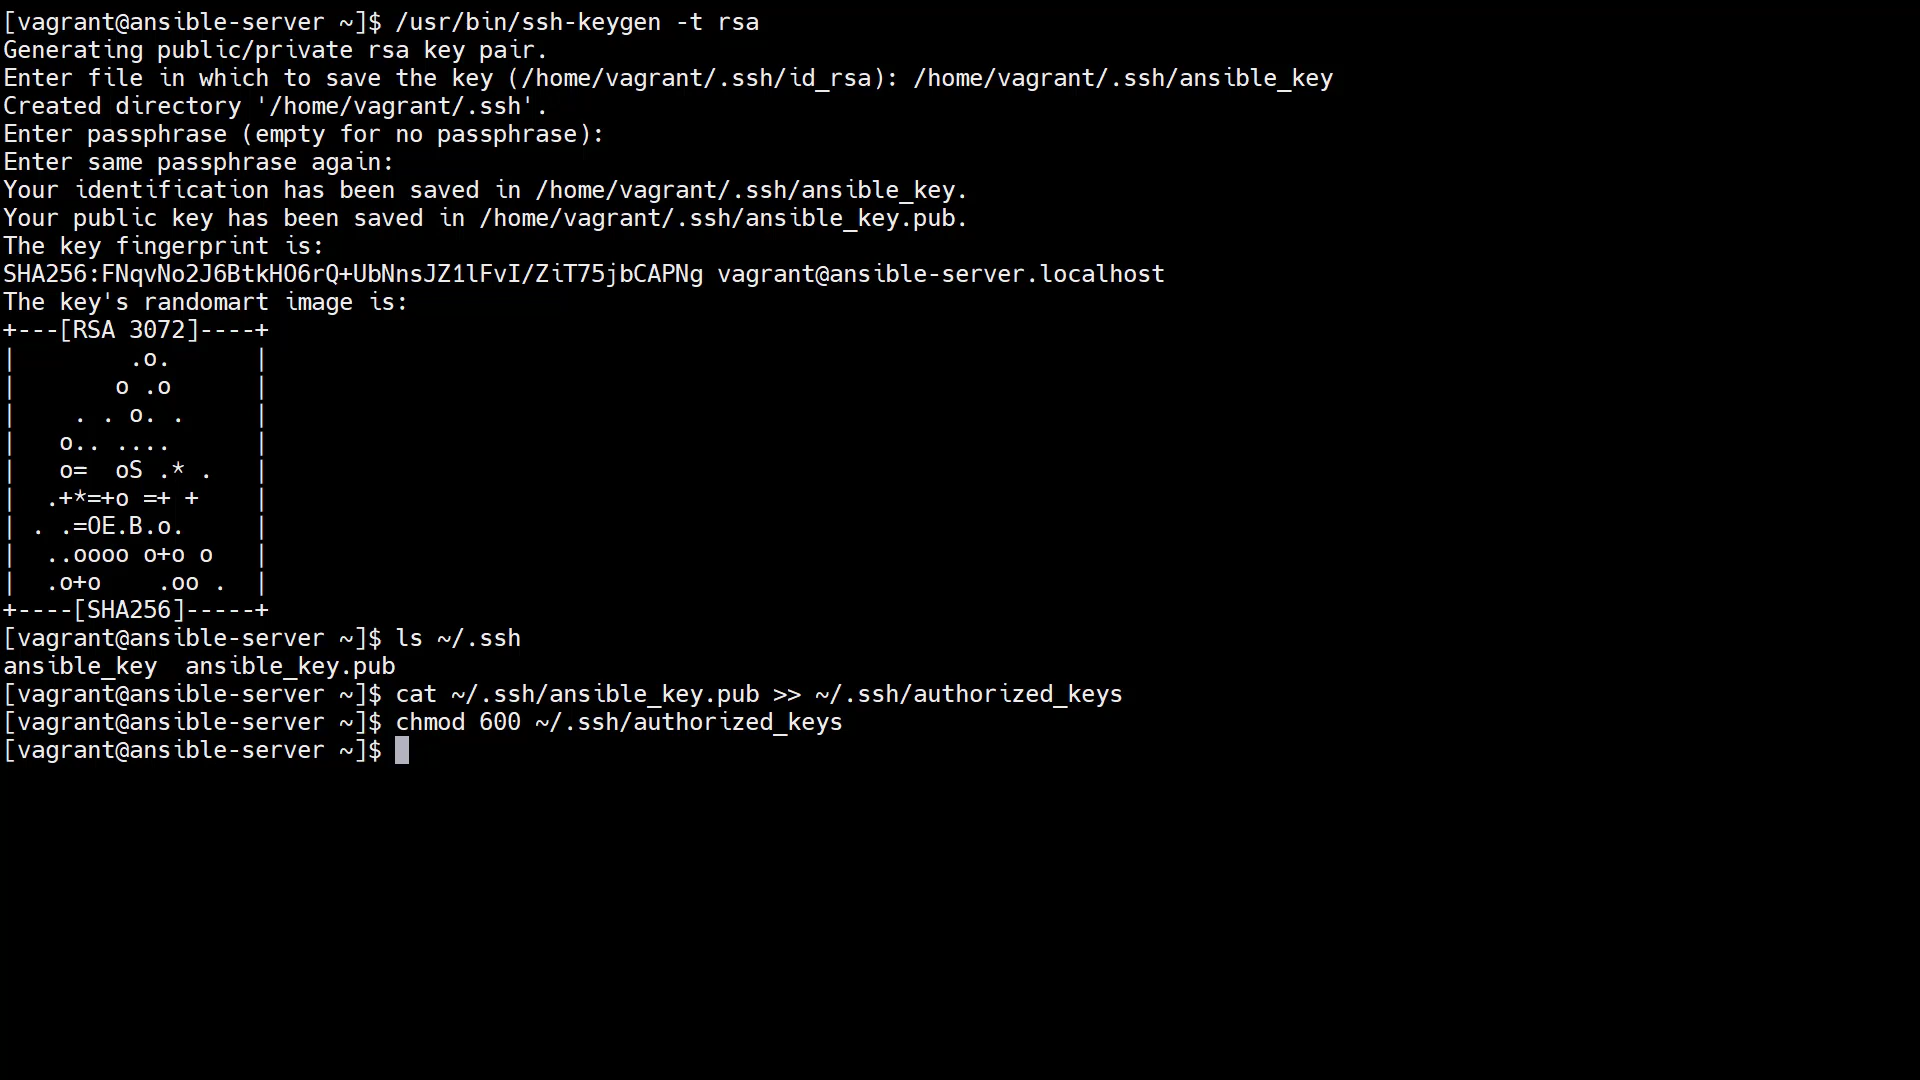 [vagrant@ansible-server ~]$ /usr/bin/ssh-keygen -t rsa
Generating public/private rsa key pair.
Enter file in which to save the key (/home/vagrant/.ssh/id_rsa): /home/vagrant/.ssh/ansible_key
Created directory '/home/vagrant/.ssh'.
Enter passphrase (empty for no passphrase):
Enter same passphrase again:
Your identification has been saved in /home/vagrant/.ssh/ansible_key.
Your public key has been saved in /home/vagrant/.ssh/ansible_key.pub.
The key fingerprint is:
SHA256:FNqvNo2J6BtkHO6rQ+UbNnsJZ1lFvI/ZiT75jbCAPNg vagrant@ansible-server.localhost
The key's randomart image is:
+---[RSA 3072]----+
|        .o.      |
|       o .o      |
|    . . o. .     |
|   o.. ....      |
|   o=  oS .* .   |
|  .+*=+o =+ +    |
| . .=OE.B.o.     |
|  ..oooo o+o o   |
|  .o+o    .oo .  |
+----[SHA256]-----+
[vagrant@ansible-server ~]$ ls ~/.ssh
ansible_key  ansible_key.pub
[vagrant@ansible-server ~]$ cat ~/.ssh/ansible_key.pub >> ~/.ssh/authorized_keys
[vagrant@ansible-server ~]$ chmod 600 ~/.ssh/authorized_keys
[vagrant@ansible-server ~]$